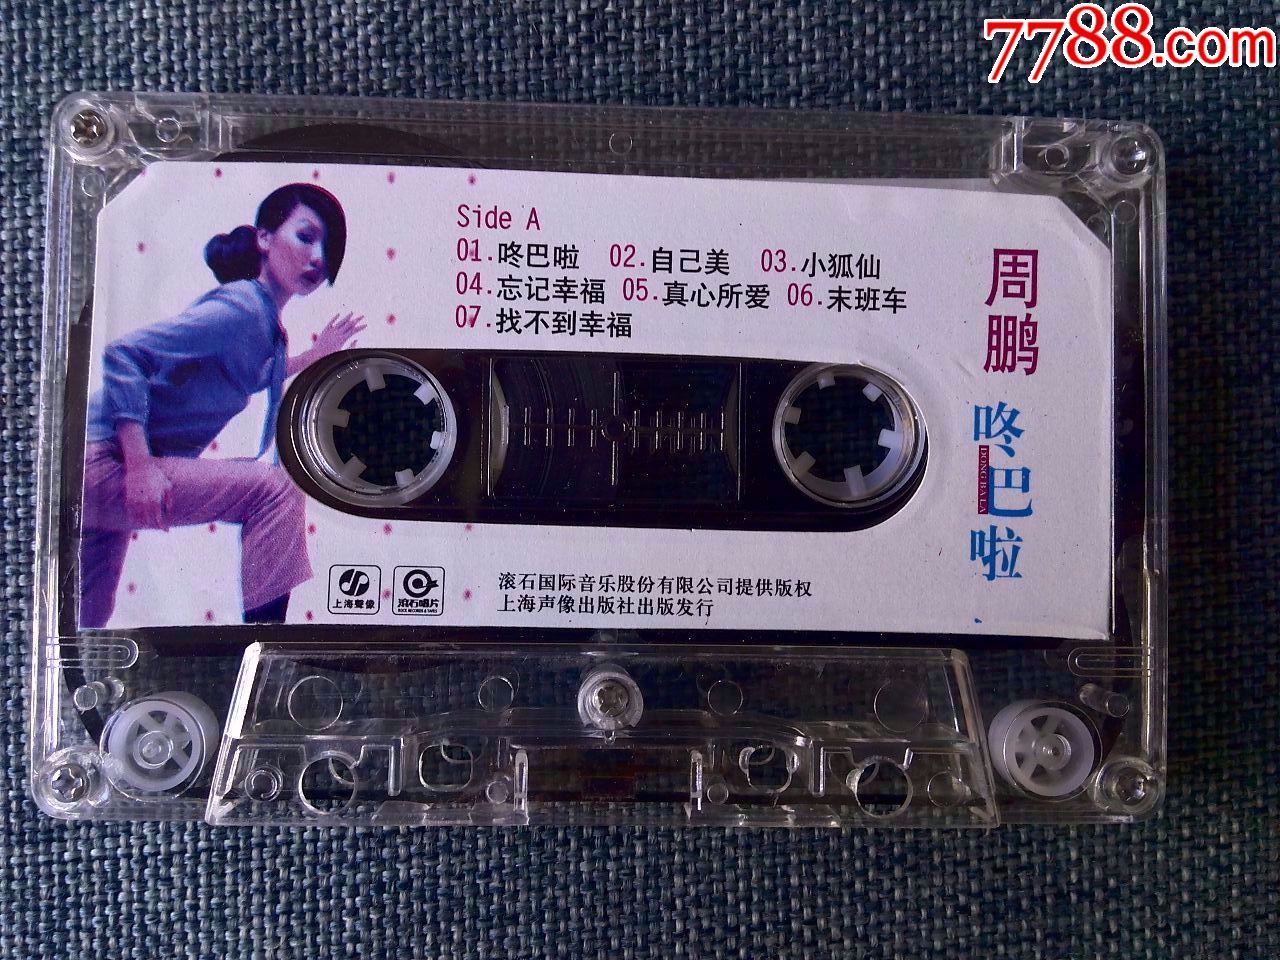 7788.com
Side A
01.咚巴啦 02.自己美 03.小狐仙
04.忘记幸福 05.真心所爱 06.末班车
07.找不到幸福
周鹏
咚巴啦
DONG BA LA
上海聲像
滚石唱片
ROCK RECORDS & TAPES
滚石国际音乐股份有限公司提供版权
上海声像出版社出版发行